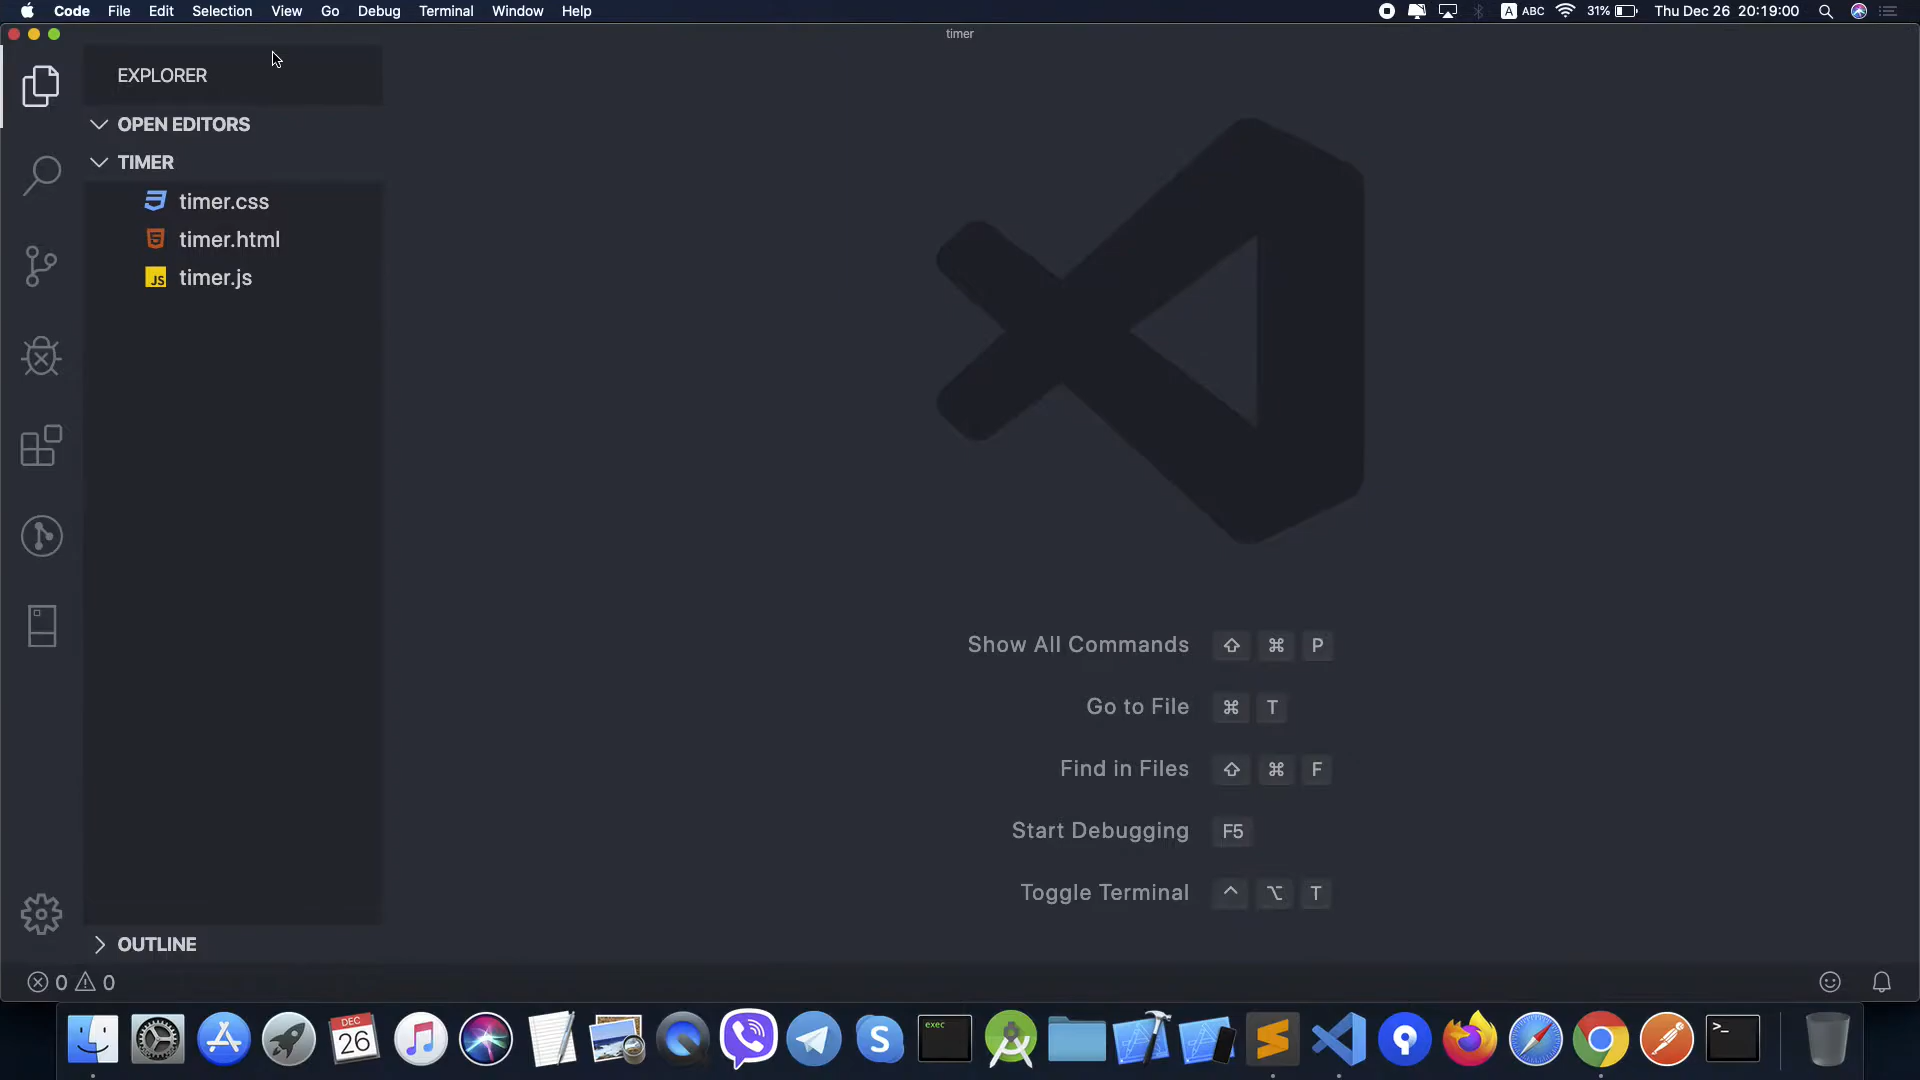 Code File Edit Selection View Go Debug Terminal Window Help
A ABC 31% Thu Dec 26 20:19:00
timer
EXPLORER
OPEN EDITORS
TIMER
timer.css
timer.html
JS timer.js
Show All Commands ⇧ ⌘ P
Go to File ⌘ T
Find in Files ⇧ ⌘ F
Start Debugging F5
Toggle Terminal ^ ⌥ T
OUTLINE
0 0
DEC
26
exec
>_